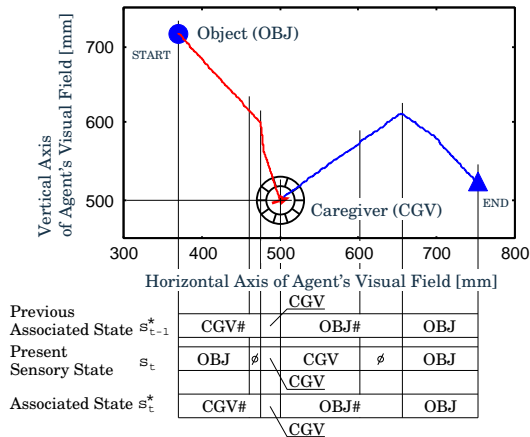 Object (OBJ)
START
700
600
500
Vertical Axis
of Agent's Visual Field [mm]
Caregiver (CGV)
END
300 400 500 600 700 800
Horizontal Axis of Agent's Visual Field [mm]
CGV
Previous
Associated State s*t-1 CGV# OBJ# OBJ
Present
Sensory State st OBJ ø CGV ø OBJ
CGV
Associated State s*t CGV# OBJ# OBJ
CGV